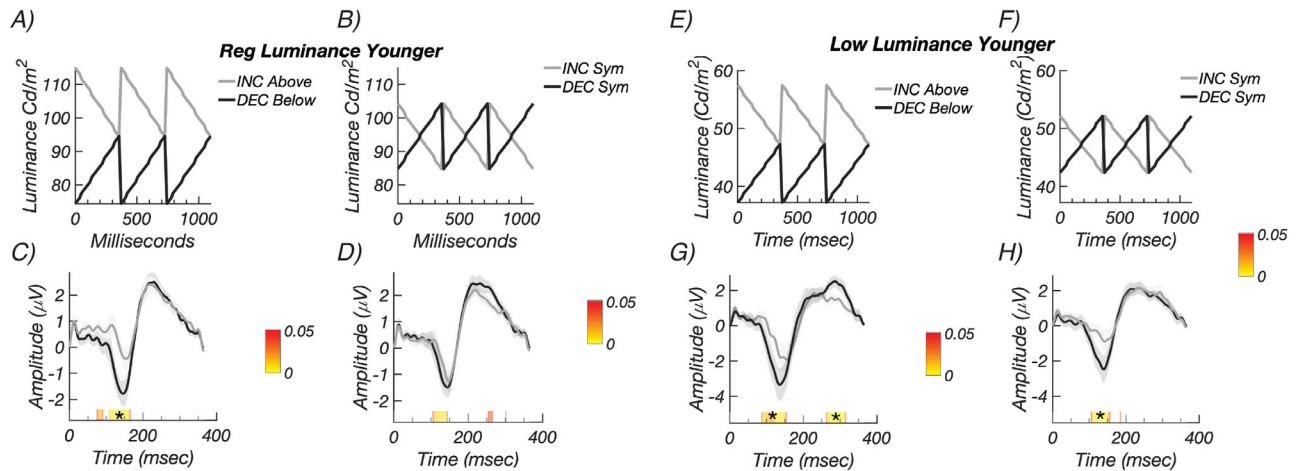 A)
B)
E)
F)
Reg Luminance Younger
Low Luminance Younger
Luminance Cd/m²
110
100
90
80
0
500
1000
Milliseconds
INC Above
DEC Below
Luminance Cd/m²
110
100
90
80
0
500
1000
Milliseconds
INC Sym
DEC Sym
Luminance (Cd/m²)
60
50
40
0
500
1000
Time (msec)
INC Above
DEC Below
Luminance (Cd/m²)
60
50
40
0
500
1000
Time (msec)
INC Sym
DEC Sym
C)
D)
G)
H)
Amplitude (μV)
2
1
0
-1
-2
*
0
200
400
Time (msec)
0.05
0
Amplitude (μV)
2
1
0
-1
-2
0
200
400
Time (msec)
0.05
0
Amplitude (μV)
2
0
-2
-4
* *
0
200
400
Time (msec)
0.05
0
Amplitude (μV)
2
0
-2
-4
*
0
200
400
Time (msec)
0.05
0